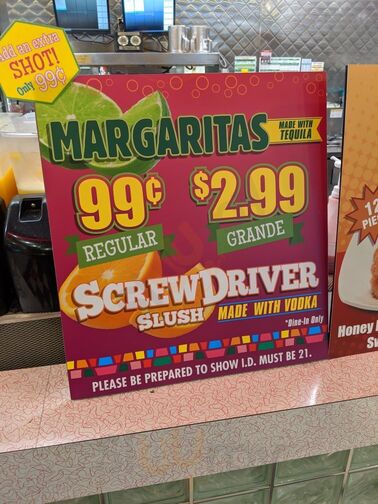 Add an extra
SHOT!
Only 99¢
MARGARITAS
MADE WITH
TEQUILA
99¢
$2.99
REGULAR
GRANDE
SCREWDRIVER
SLUSH
MADE WITH VODKA
*Dine-In Only
PLEASE BE PREPARED TO SHOW I.D. MUST BE 21.
12
PIE
Honey